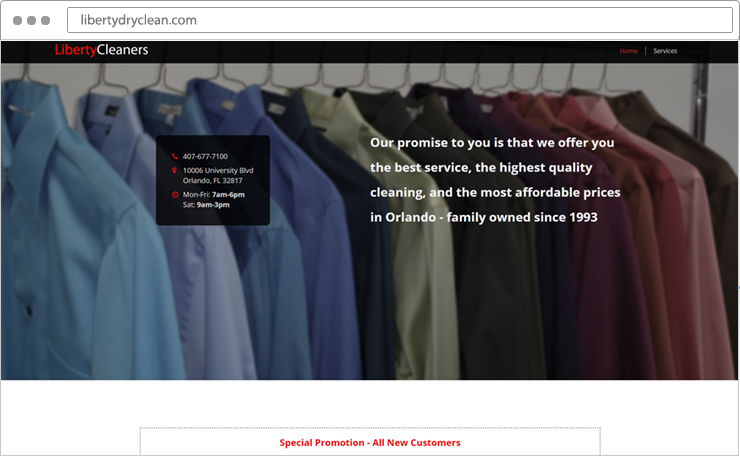 libertydryclean.com
LibertyCleaners
Home | Services
407-677-7100
10006 University Blvd
Orlando, FL 32817
Mon-Fri: 7am-6pm
Sat: 9am-3pm
Our promise to you is that we offer you
the best service, the highest quality
cleaning, and the most affordable prices
in Orlando - family owned since 1993
Special Promotion - All New Customers